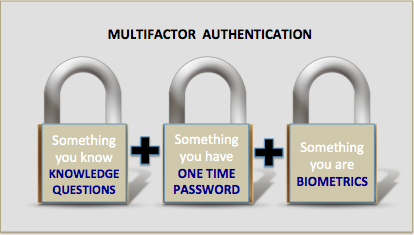 MULTIFACTOR AUTHENTICATION
Something
you know
KNOWLEDGE
QUESTIONS
Something
you have
ONE TIME
PASSWORD
Something
you are
BIOMETRICS